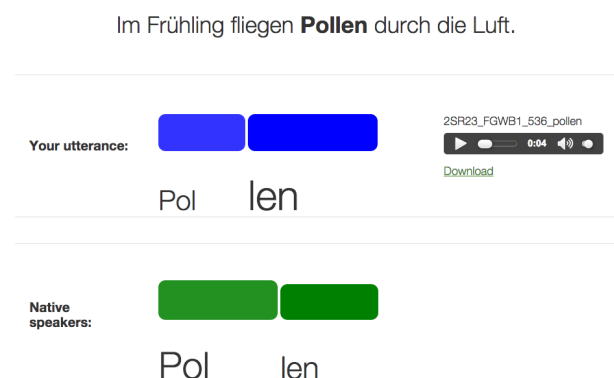 Im Frühling fliegen Pollen durch die Luft.
2SR23_FGWB1_536_pollen
Your utterance:
0:04
Download
Pol len
Native
speakers:
Pol len